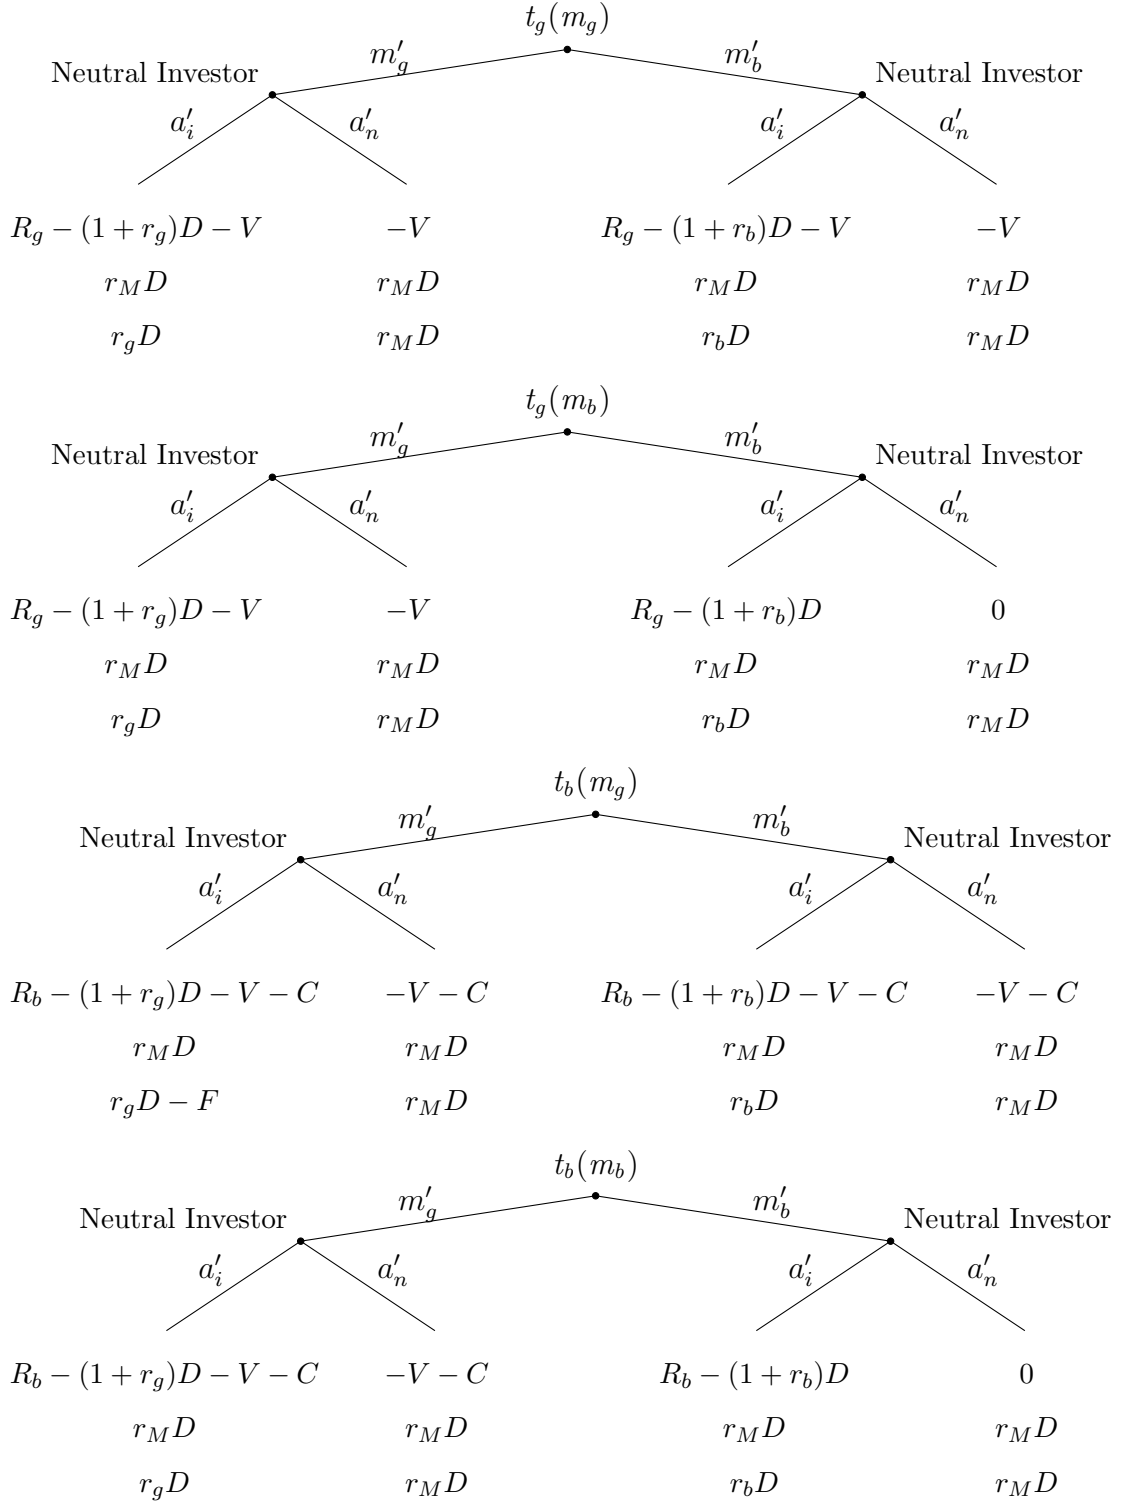 t_g(m_g)
m'_g m'_b
Neutral Investor Neutral Investor
a'_i a'_n a'_i a'_n
R_g − (1 + r_g)D − V −V R_g − (1 + r_b)D − V −V
r_M D r_M D r_M D r_M D
r_g D r_M D r_b D r_M D
t_g(m_b)
m'_g m'_b
Neutral Investor Neutral Investor
a'_i a'_n a'_i a'_n
R_g − (1 + r_g)D − V −V R_g − (1 + r_b)D 0
r_M D r_M D r_M D r_M D
r_g D r_M D r_b D r_M D
t_b(m_g)
m'_g m'_b
Neutral Investor Neutral Investor
a'_i a'_n a'_i a'_n
R_b − (1 + r_g)D − V − C −V − C R_b − (1 + r_b)D − V − C −V − C
r_M D r_M D r_M D r_M D
r_g D − F r_M D r_b D r_M D
t_b(m_b)
m'_g m'_b
Neutral Investor Neutral Investor
a'_i a'_n a'_i a'_n
R_b − (1 + r_g)D − V − C −V − C R_b − (1 + r_b)D 0
r_M D r_M D r_M D r_M D
r_g D r_M D r_b D r_M D